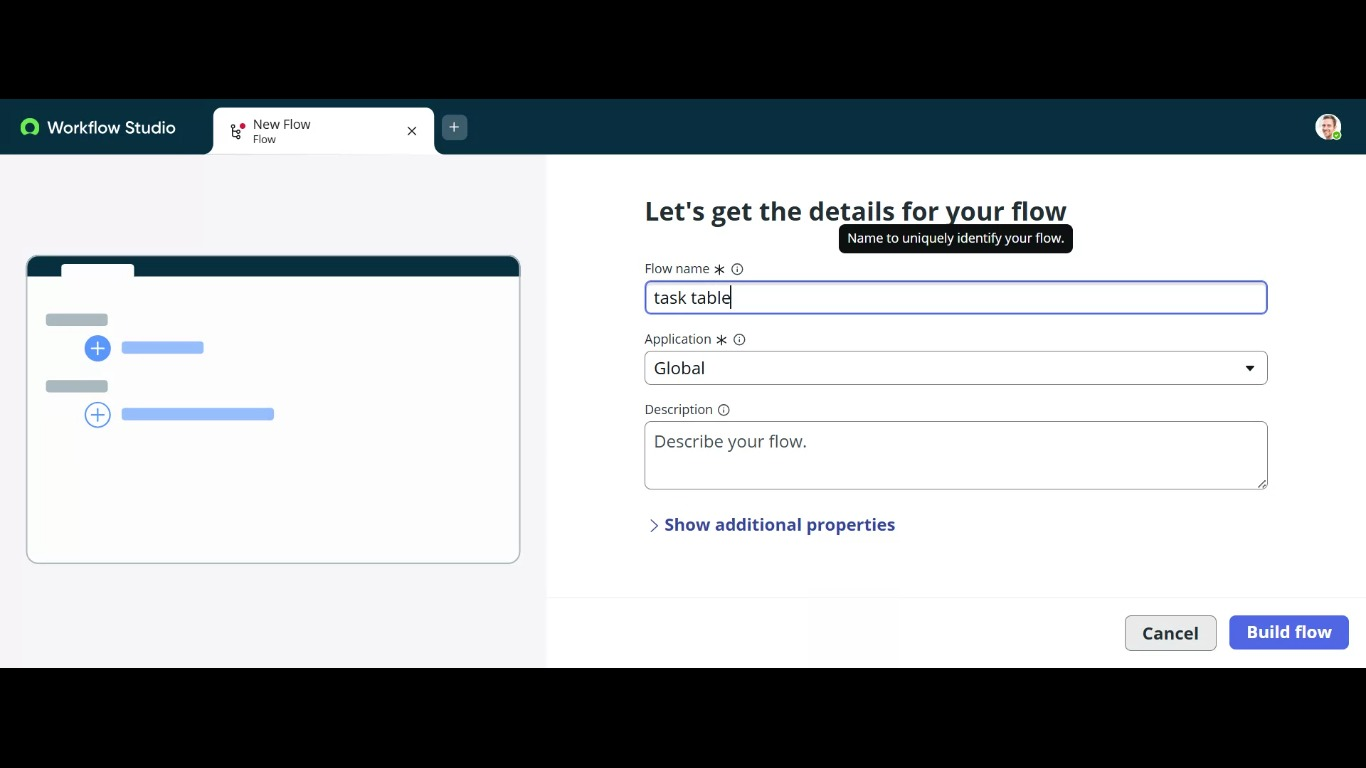 Workflow Studio
New Flow
Flow
Let's get the details for your flow
Name to uniquely identify your flow.
Flow name *
task table
Application *
Global
Description
Describe your flow.
Show additional properties
Cancel
Build flow